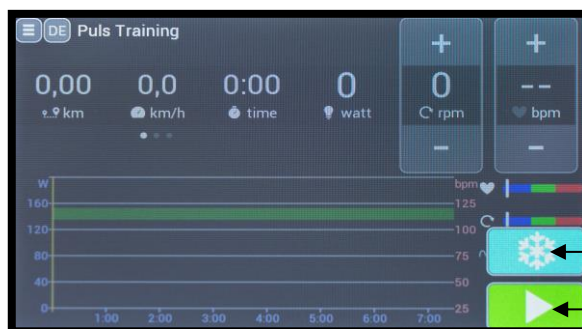 DE Puls Training
+ +
0,00 0,0 0:00 0 0 --
km km/h time watt rpm bpm
- -
W bpm
160 125
120 100
80 75
40 50
0 25
1:00 2:00 3:00 4:00 5:00 6:00 7:00